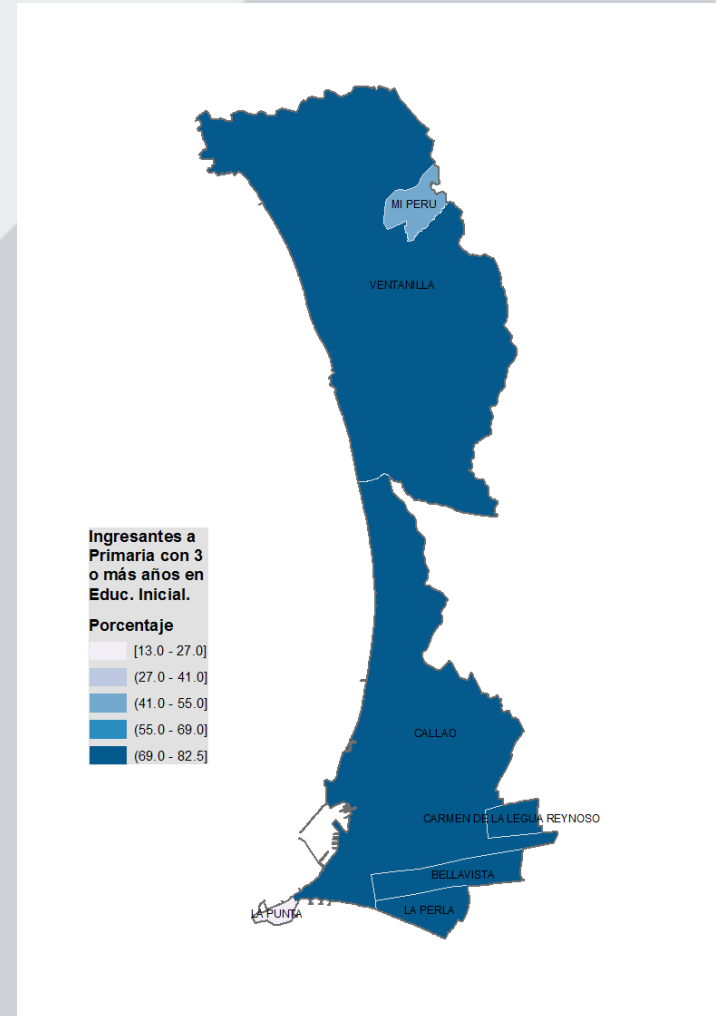 MI PERU
VENTANILLA
Ingresantes a
Primaria con 3
o más años en
Educ. Inicial.
Porcentaje
[13.0 - 27.0]
(27.0 - 41.0]
(41.0 - 55.0]
(55.0 - 69.0]
(69.0 - 82.5]
CALLAO
CARMEN DE LA LEGUA REYNOSO
BELLAVISTA
LA PERLA
LA PUNTA